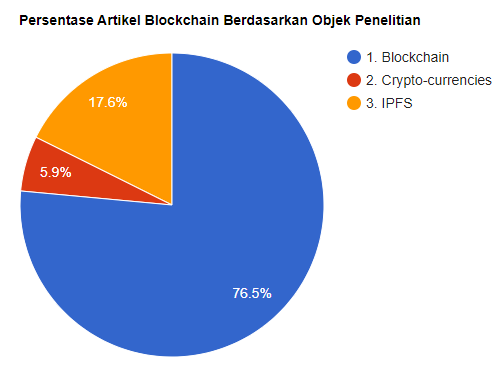 Persentase Artikel Blockchain Berdasarkan Objek Penelitian
1. Blockchain
2. Crypto-currencies
3. IPFS
17.6%
5.9%
76.5%